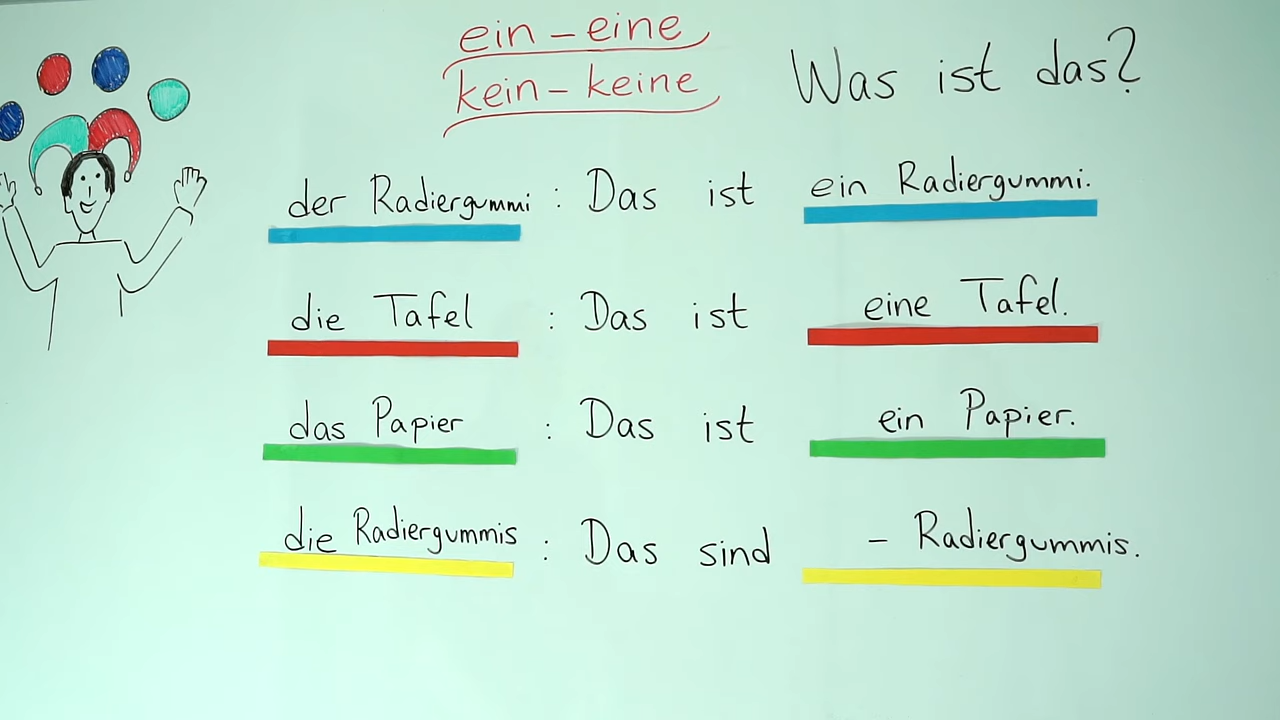 ein – eine
kein – keine
Was ist das?
der Radiergummi : Das ist ein Radiergummi.
die Tafel : Das ist eine Tafel.
das Papier : Das ist ein Papier.
die Radiergummis : Das sind – Radiergummis.